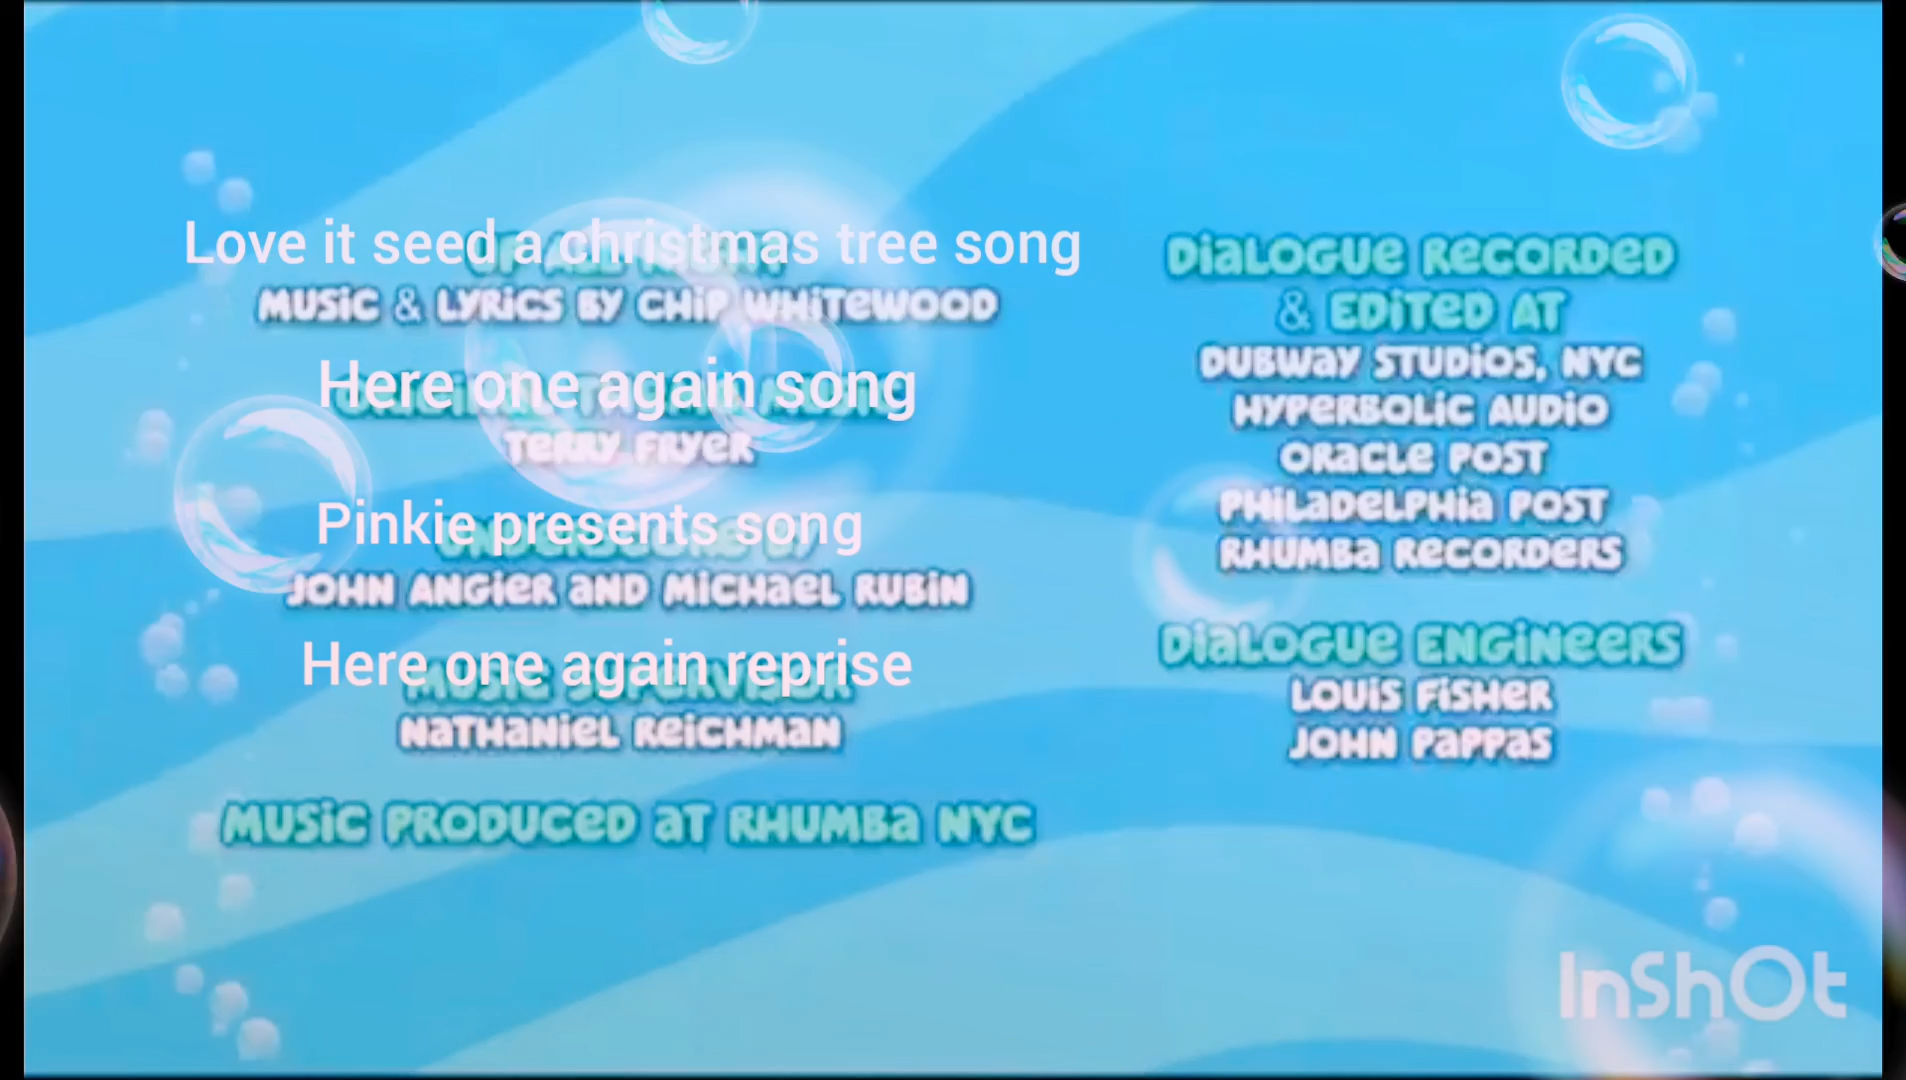 Love it seed a christmas tree song
MUSIC & LYRICS BY CHIP WHITEWOOD
Here one again song
TERRY FRYER
Pinkie presents song
JOHN ANGIER AND MICHAEL RUBIN
Here one again reprise
MUSIC SUPERVISOR
NATHANIEL REICHMAN
MUSIC PRODUCED AT RHUMBA NYC
DIALOGUE RECORDED
& EDITED AT
DUBWAY STUDIOS, NYC
HYPERBOLIC AUDIO
ORACLE POST
PHILADELPHIA POST
RHUMBA RECORDERS
DIALOGUE ENGINEERS
LOUIS FISHER
JOHN PAPPAS
InShOt